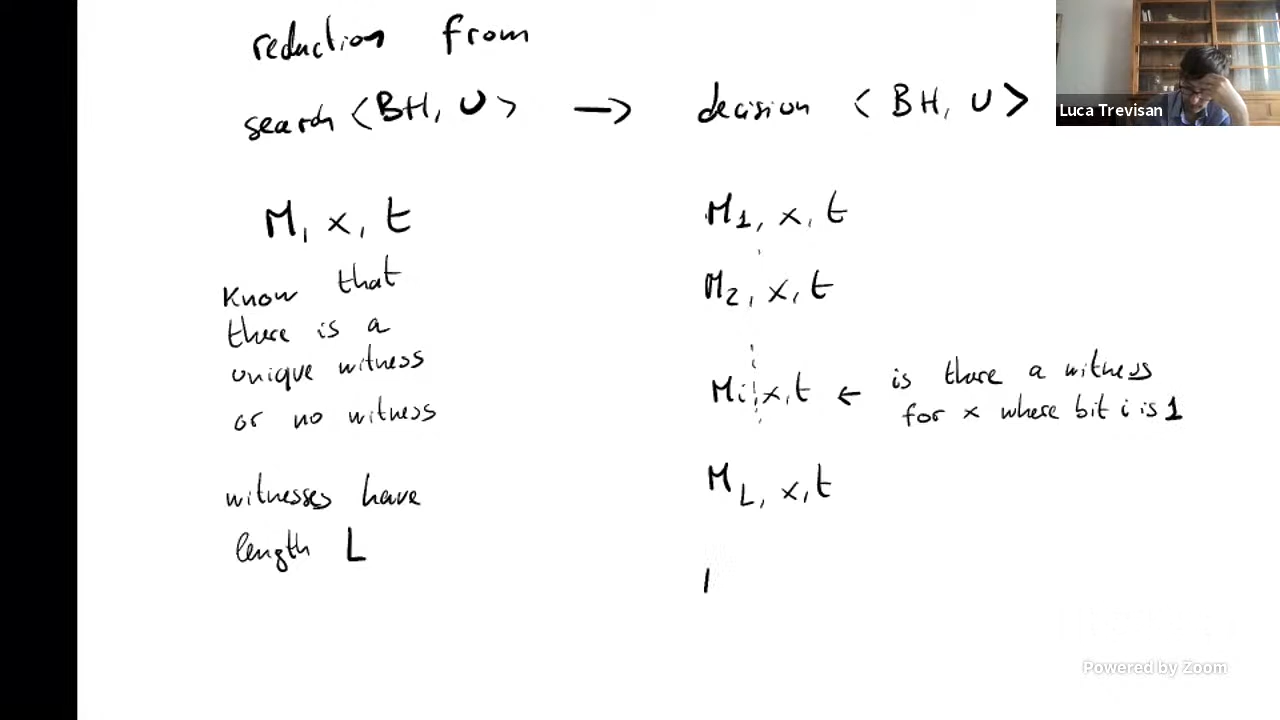 reduction from
search <BH, U> → decision <BH, U>
Luca Trevisan
M, x, t
Know that
there is a
unique witness
or no witness
witnesses have
length L
M1, x, t
M2, x, t
Mi, x, t ← is there a witness
for x where bit i is 1
ML, x, t
Powered by Zoom